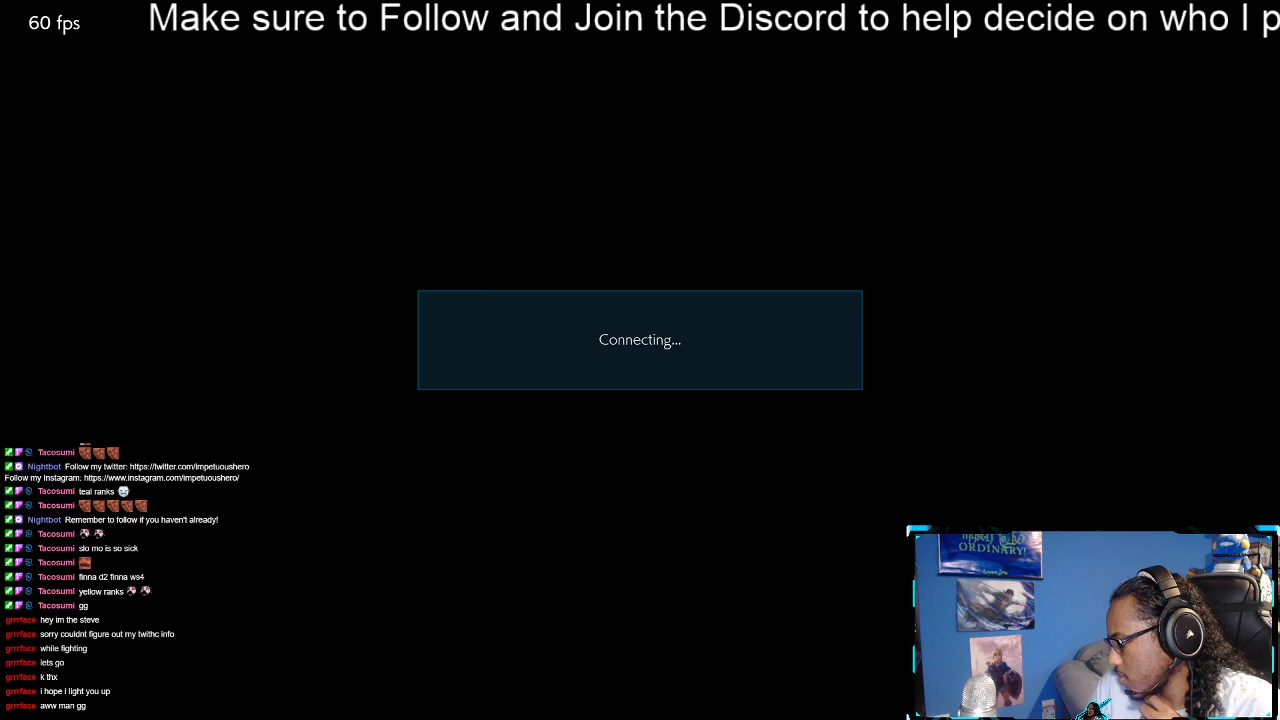 60 fps
Make sure to Follow and Join the Discord to help decide on who I p
Connecting...
Tacosumi
Nightbot Follow my twitter: https://twitter.com/impetuoushero
Follow my Instagram: https://www.instagram.com/impetuoushero/
Tacosumi teal ranks
Tacosumi
Nightbot Remember to follow if you haven't already!
Tacosumi
Tacosumi slo mo is so sick
Tacosumi
Tacosumi finna d2 finna ws4
Tacosumi yellow ranks
Tacosumi gg
grrrface hey im the steve
grrrface sorry couldnt figure out my twithc info
grrrface while fighting
grrrface lets go
grrrface k thx
grrrface i hope i light you up
grrrface aww man gg
myself to be
ORDINARY!